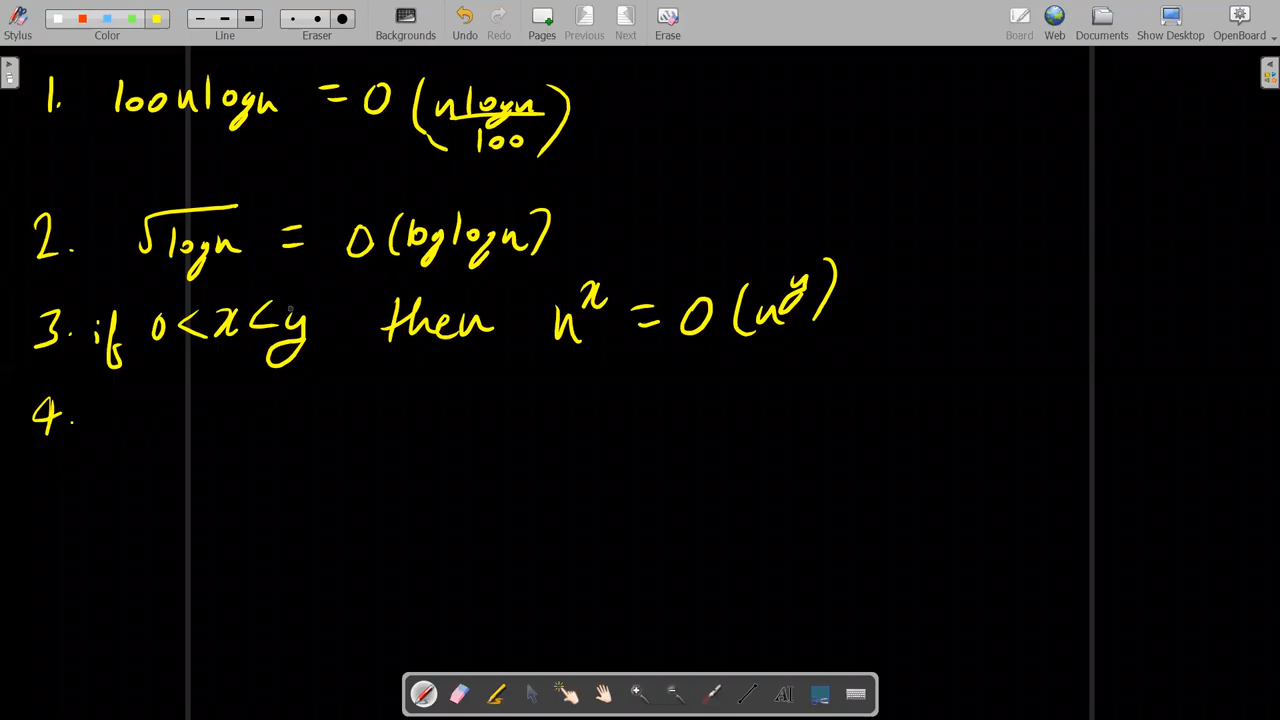 Stylus Color Line Eraser Backgrounds Undo Redo Pages Previous Next Erase Board Web Documents Show Desktop OpenBoard
1. 100nlogn = O(nlogn/100)
2. √logn = O(loglogn)
3. if 0<x<y then n^x = O(n^y)
4.
AI